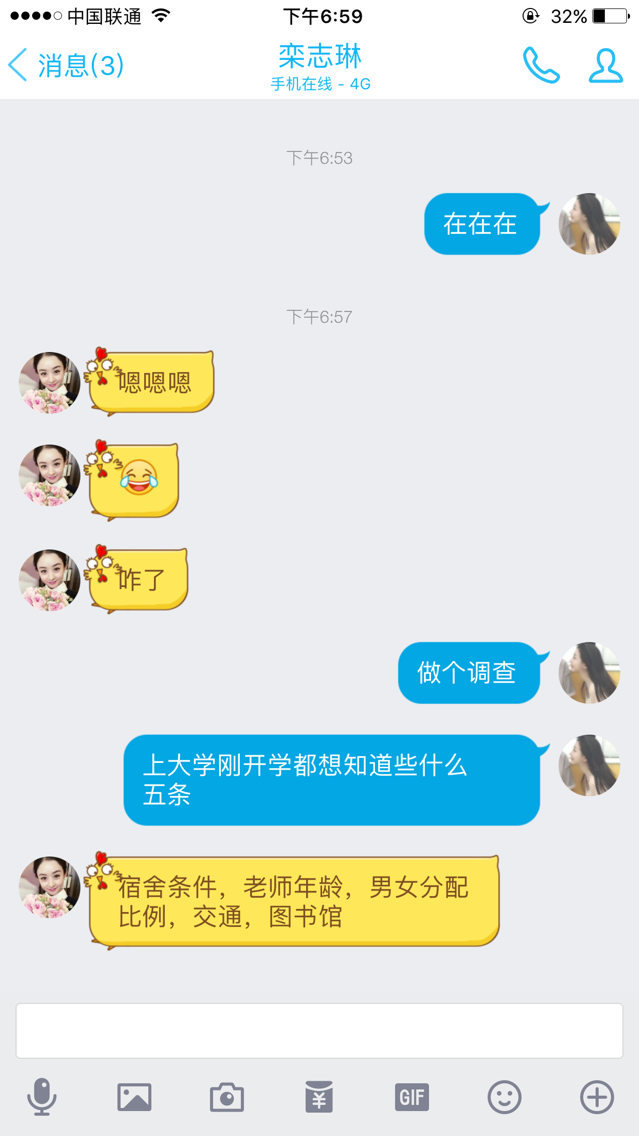 中国联通 下午6:59 32%
消息(3) 栾志琳
手机在线 - 4G
下午6:53
在在在
下午6:57
嗯嗯嗯
咋了
做个调查
上大学刚开学都想知道些什么
五条
宿舍条件，老师年龄，男女分配
比例，交通，图书馆
¥
GIF